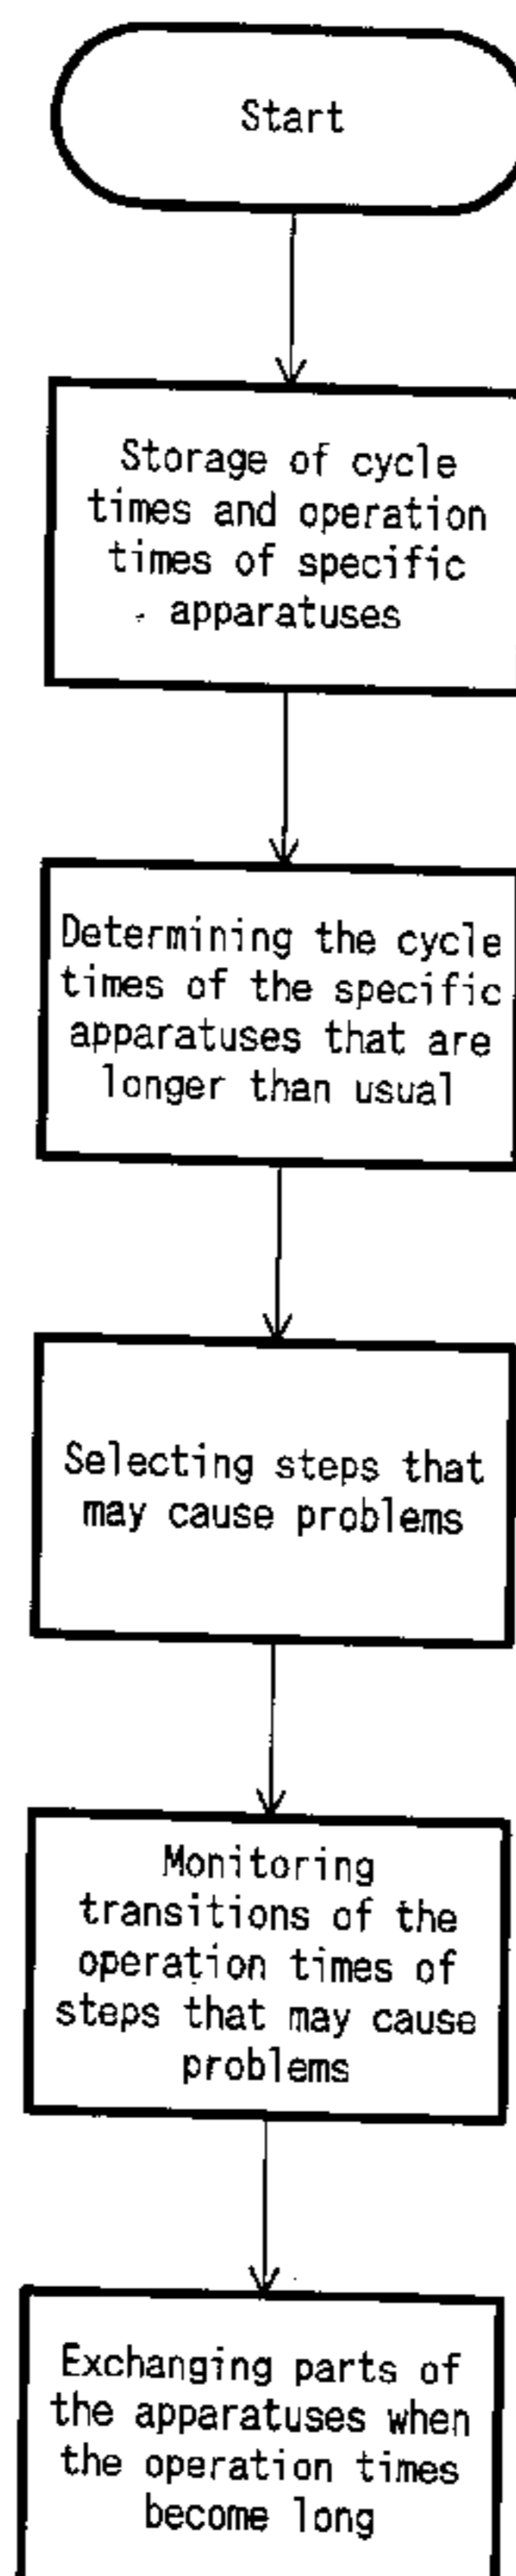 Start
Storage of cycle
times and operation
times of specific
apparatuses
Determining the cycle
times of the specific
apparatuses that are
longer than usual
Selecting steps that
may cause problems
Monitoring
transitions of the
operation times of
steps that may cause
problems
Exchanging parts of
the apparatuses when
the operation times
become long